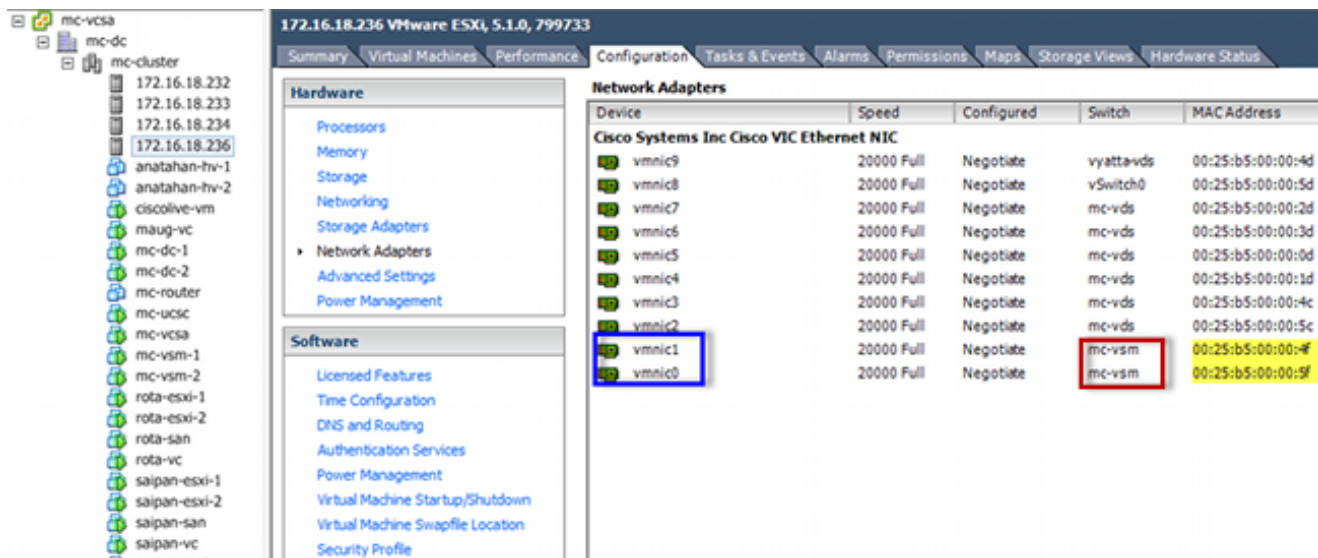 mc-vcsa
mc-dc
mc-cluster
172.16.18.232
172.16.18.233
172.16.18.234
172.16.18.236
anatahan-hv-1
anatahan-hv-2
ciscolive-vm
maug-vc
mc-dc-1
mc-dc-2
mc-router
mc-ucsc
mc-vcsa
mc-vsm-1
mc-vsm-2
rota-esxi-1
rota-esxi-2
rota-san
rota-vc
saipan-esxi-1
saipan-esxi-2
saipan-san
saipan-vc
172.16.18.236 VMware ESXi, 5.1.0, 799733
Summary Virtual Machines Performance Configuration Tasks & Events Alarms Permissions Maps Storage Views Hardware Status
Hardware
Processors
Memory
Storage
Networking
Storage Adapters
Network Adapters
Advanced Settings
Power Management
Software
Licensed Features
Time Configuration
DNS and Routing
Authentication Services
Power Management
Virtual Machine Startup/Shutdown
Virtual Machine Swapfile Location
Security Profile
Network Adapters
Device Speed Configured Switch MAC Address
Cisco Systems Inc Cisco VIC Ethernet NIC
vmnic9 20000 Full Negotiate vyatta-vds 00:25:b5:00:00:4d
vmnic8 20000 Full Negotiate vSwitch0 00:25:b5:00:00:5d
vmnic7 20000 Full Negotiate mc-vds 00:25:b5:00:00:2d
vmnic6 20000 Full Negotiate mc-vds 00:25:b5:00:00:3d
vmnic5 20000 Full Negotiate mc-vds 00:25:b5:00:00:0d
vmnic4 20000 Full Negotiate mc-vds 00:25:b5:00:00:1d
vmnic3 20000 Full Negotiate mc-vds 00:25:b5:00:00:4c
vmnic2 20000 Full Negotiate mc-vds 00:25:b5:00:00:5c
vmnic1 20000 Full Negotiate mc-vsm 00:25:b5:00:00:4f
vmnic0 20000 Full Negotiate mc-vsm 00:25:b5:00:00:5f